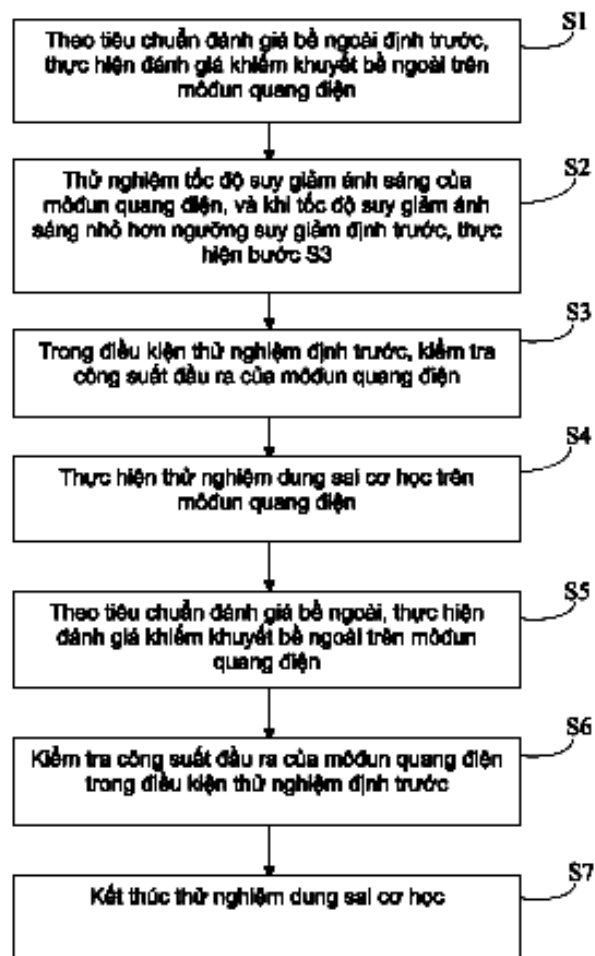 S1
Theo tiêu chuẩn đánh giá bề ngoài định trước,
thực hiện đánh giá khiếm khuyết bề ngoài trên
môđun quang điện
S2
Thử nghiệm tốc độ suy giảm ánh sáng của
môđun quang điện, và khi tốc độ suy giảm ánh
sáng nhỏ hơn ngưỡng suy giảm định trước, thực
hiện bước S3
S3
Trong điều kiện thử nghiệm định trước, kiểm tra
công suất đầu ra của môđun quang điện
S4
Thực hiện thử nghiệm dung sai cơ học trên
môđun quang điện
S5
Theo tiêu chuẩn đánh giá bề ngoài, thực hiện
đánh giá khiếm khuyết bề ngoài trên môđun
quang điện
S6
Kiểm tra công suất đầu ra của môđun quang điện
trong điều kiện thử nghiệm định trước
S7
Kết thúc thử nghiệm dung sai cơ học